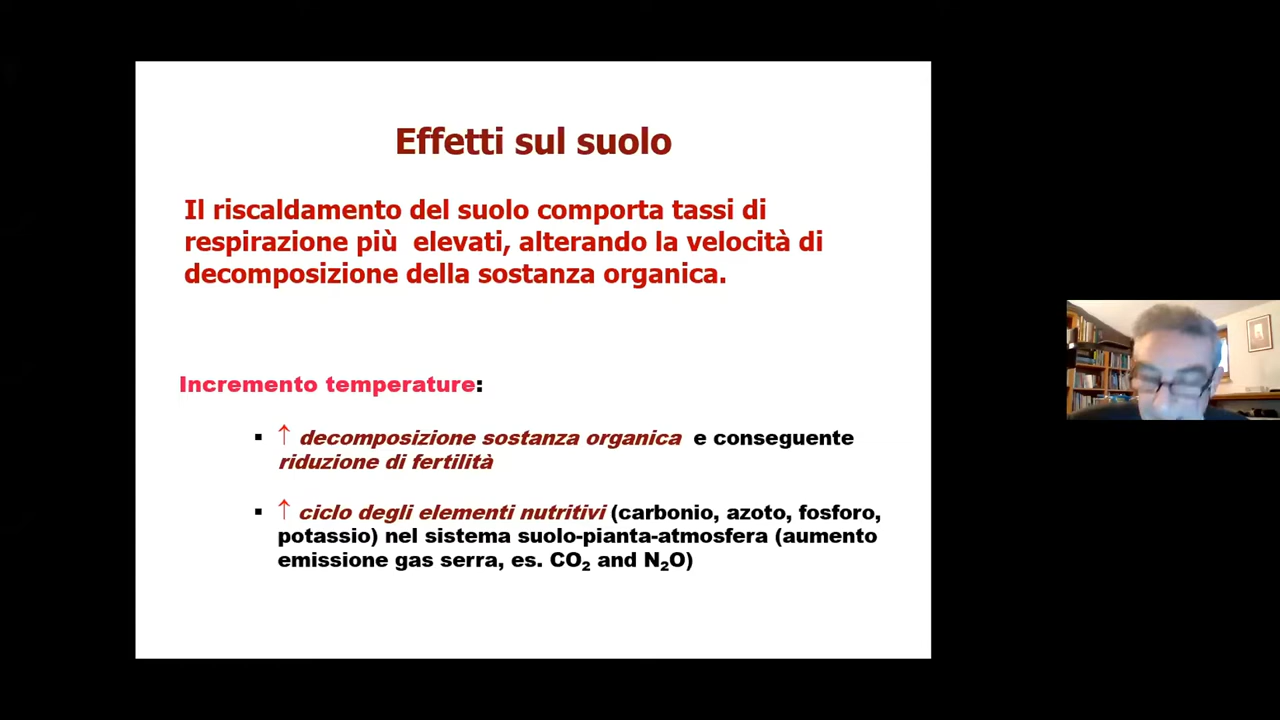 Effetti sul suolo
Il riscaldamento del suolo comporta tassi di
respirazione più elevati, alterando la velocità di
decomposizione della sostanza organica.
Incremento temperature:
▪ ↑ decomposizione sostanza organica e conseguente
riduzione di fertilità
▪ ↑ ciclo degli elementi nutritivi (carbonio, azoto, fosforo,
potassio) nel sistema suolo-pianta-atmosfera (aumento
emissione gas serra, es. CO₂ and N₂O)